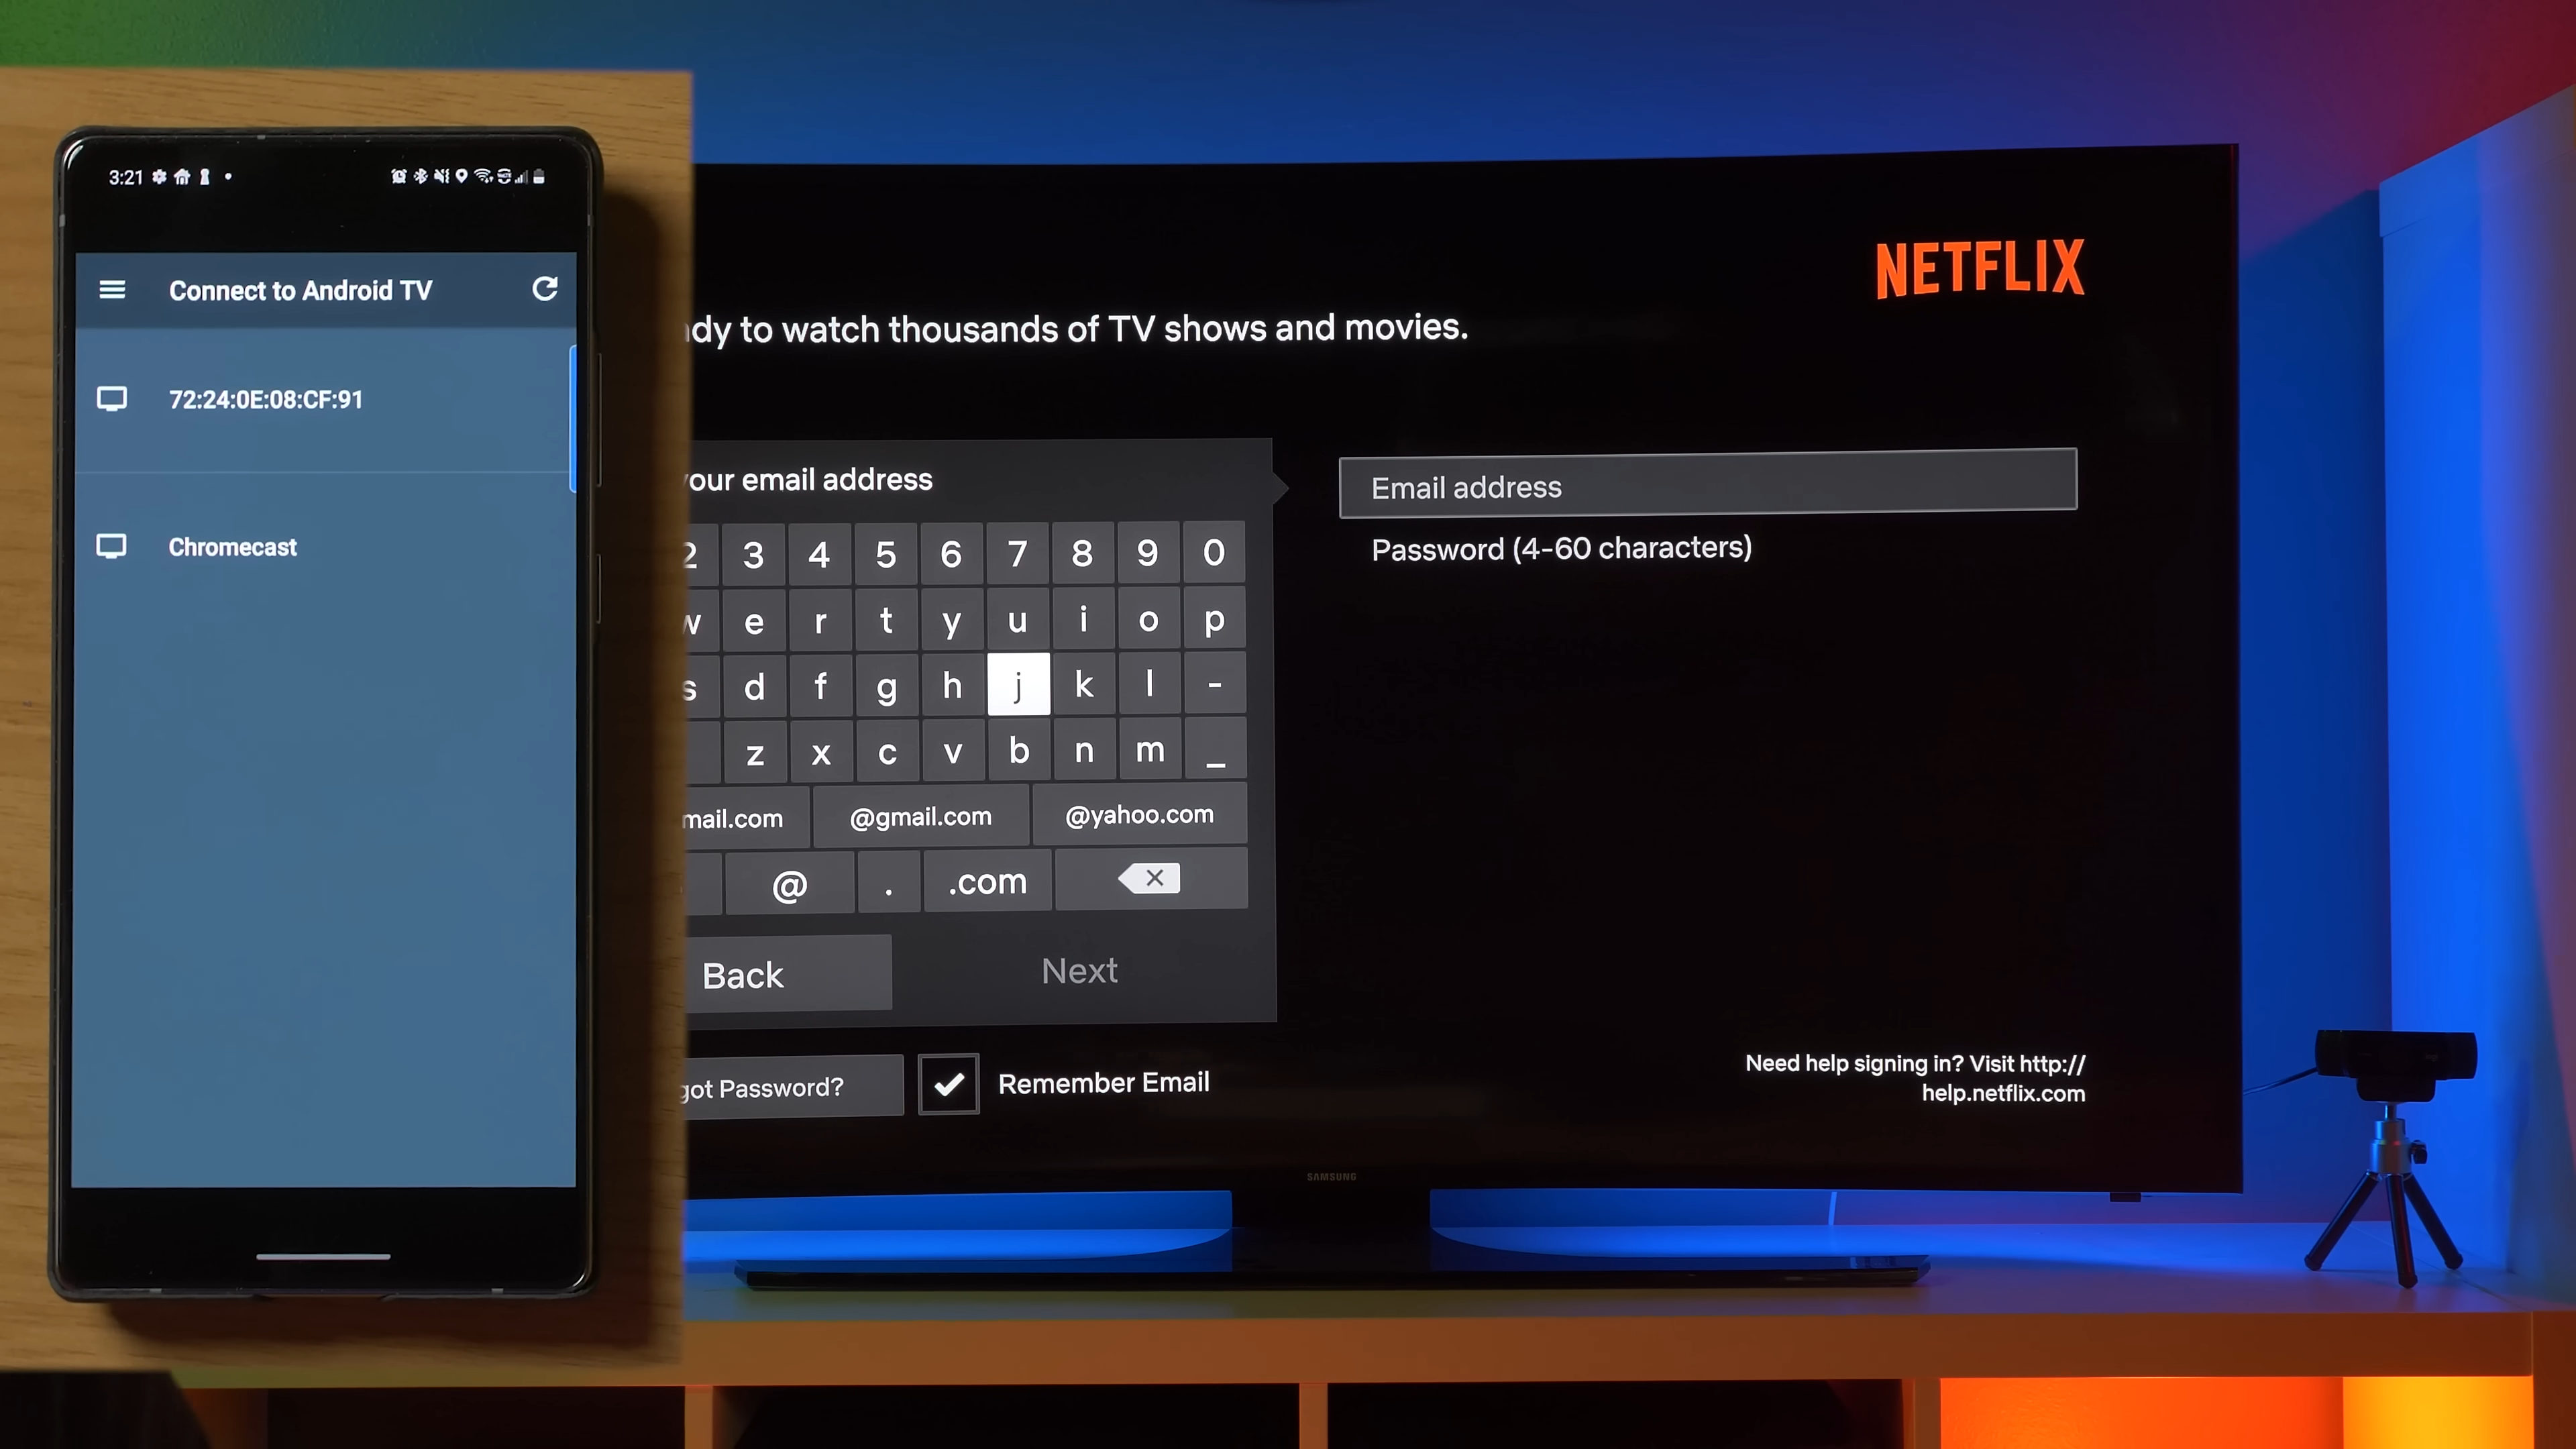 3:21
Connect to Android TV
72:24:0E:08:CF:91
Chromecast
NETFLIX
dy to watch thousands of TV shows and movies.
our email address
2 3 4 5 6 7 8 9 0
w e r t y u i o p
s d f g h j k l -
z x c v b n m _
mail.com @gmail.com @yahoo.com
@ . .com
Back Next
got Password? Remember Email
Email address
Password (4-60 characters)
Need help signing in? Visit http://
help.netflix.com
SAMSUNG